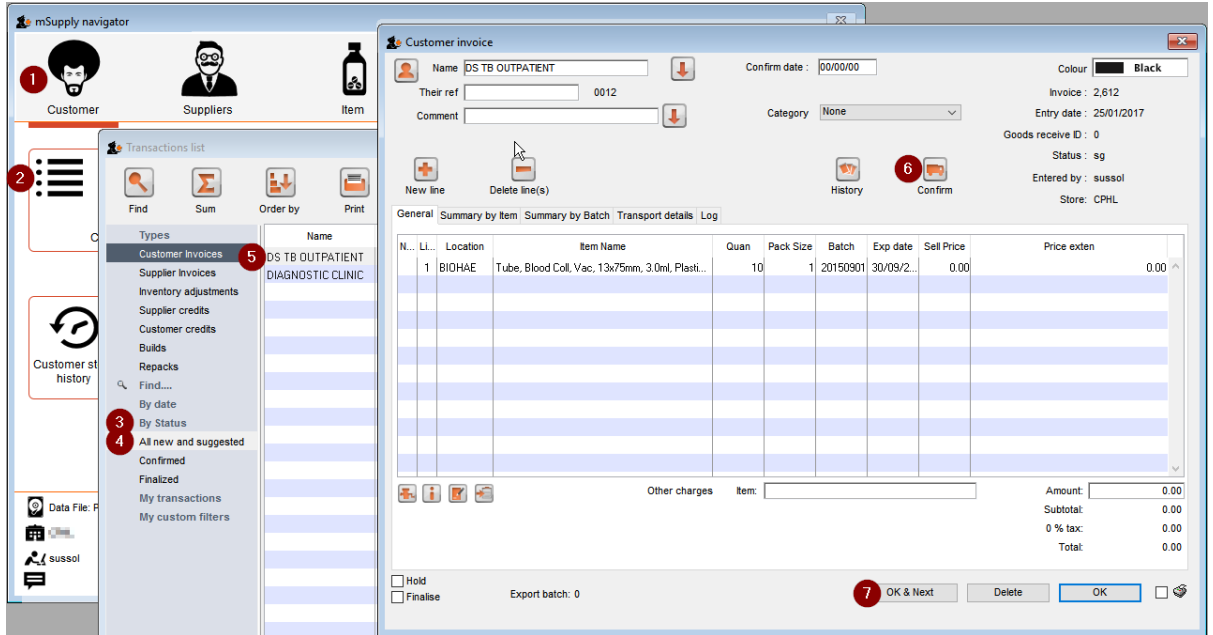 mSupply navigator
1
Customer
Suppliers
Item
2
C
Customer st
history
Data File: P
sussol
Transactions list
Find
Sum
Order by
Print
Types
Customer Invoices
Supplier Invoices
Inventory adjustments
Supplier credits
Customer credits
Builds
Repacks
Find....
By date
3 By Status
4 All new and suggested
Confirmed
Finalized
My transactions
My custom filters
Name
5 DS TB OUTPATIENT
DIAGNOSTIC CLINIC
Customer invoice
Name DS TB OUTPATIENT
Confirm date : 00/00/00
Colour Black
Their ref 0012
Invoice : 2,612
Comment
Category None
Entry date : 25/01/2017
Goods receive ID : 0
Status : sg
Entered by : sussol
Store: CPHL
New line
Delete line(s)
History
6 Confirm
General Summary by Item Summary by Batch Transport details Log
N... Li... Location Item Name Quan Pack Size Batch Exp date Sell Price Price exten
1 BIOHAE Tube, Blood Coll, Vac, 13x75mm, 3.0ml, Plasti... 10 1 20150901 30/09/2... 0.00 0.00
Other charges Item: Amount: 0.00
Subtotal: 0.00
0 % tax: 0.00
Total: 0.00
Hold
Finalise
Export batch: 0
7 OK & Next
Delete
OK